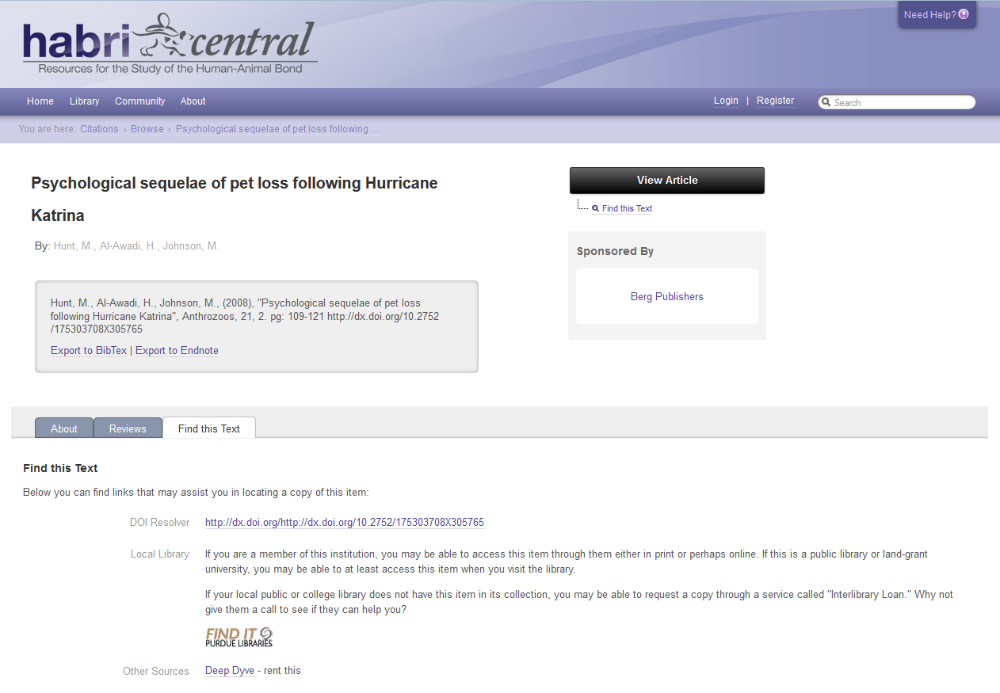 Need Help?
habri central
Resources for the Study of the Human-Animal Bond
Home Library Community About
Login | Register Search
You are here: Citations › Browse › Psychological sequelae of pet loss following ...
Psychological sequelae of pet loss following Hurricane
Katrina
By: Hunt, M., Al-Awadi, H., Johnson, M.
View Article
Find this Text
Sponsored By
Berg Publishers
Hunt, M., Al-Awadi, H., Johnson, M., (2008), "Psychological sequelae of pet loss
following Hurricane Katrina", Anthrozoos, 21, 2. pg: 109-121 http://dx.doi.org/10.2752
/175303708X305765
Export to BibTex | Export to Endnote
About Reviews Find this Text
Find this Text
Below you can find links that may assist you in locating a copy of this item:
DOI Resolver http://dx.doi.org/http://dx.doi.org/10.2752/175303708X305765
Local Library If you are a member of this institution, you may be able to access this item through them either in print or perhaps online. If this is a public library or land-grant
university, you may be able to at least access this item when you visit the library.
If your local public or college library does not have this item in its collection, you may be able to request a copy through a service called "Interlibrary Loan." Why not
give them a call to see if they can help you?
FIND IT
PURDUE LIBRARIES
Other Sources Deep Dyve - rent this